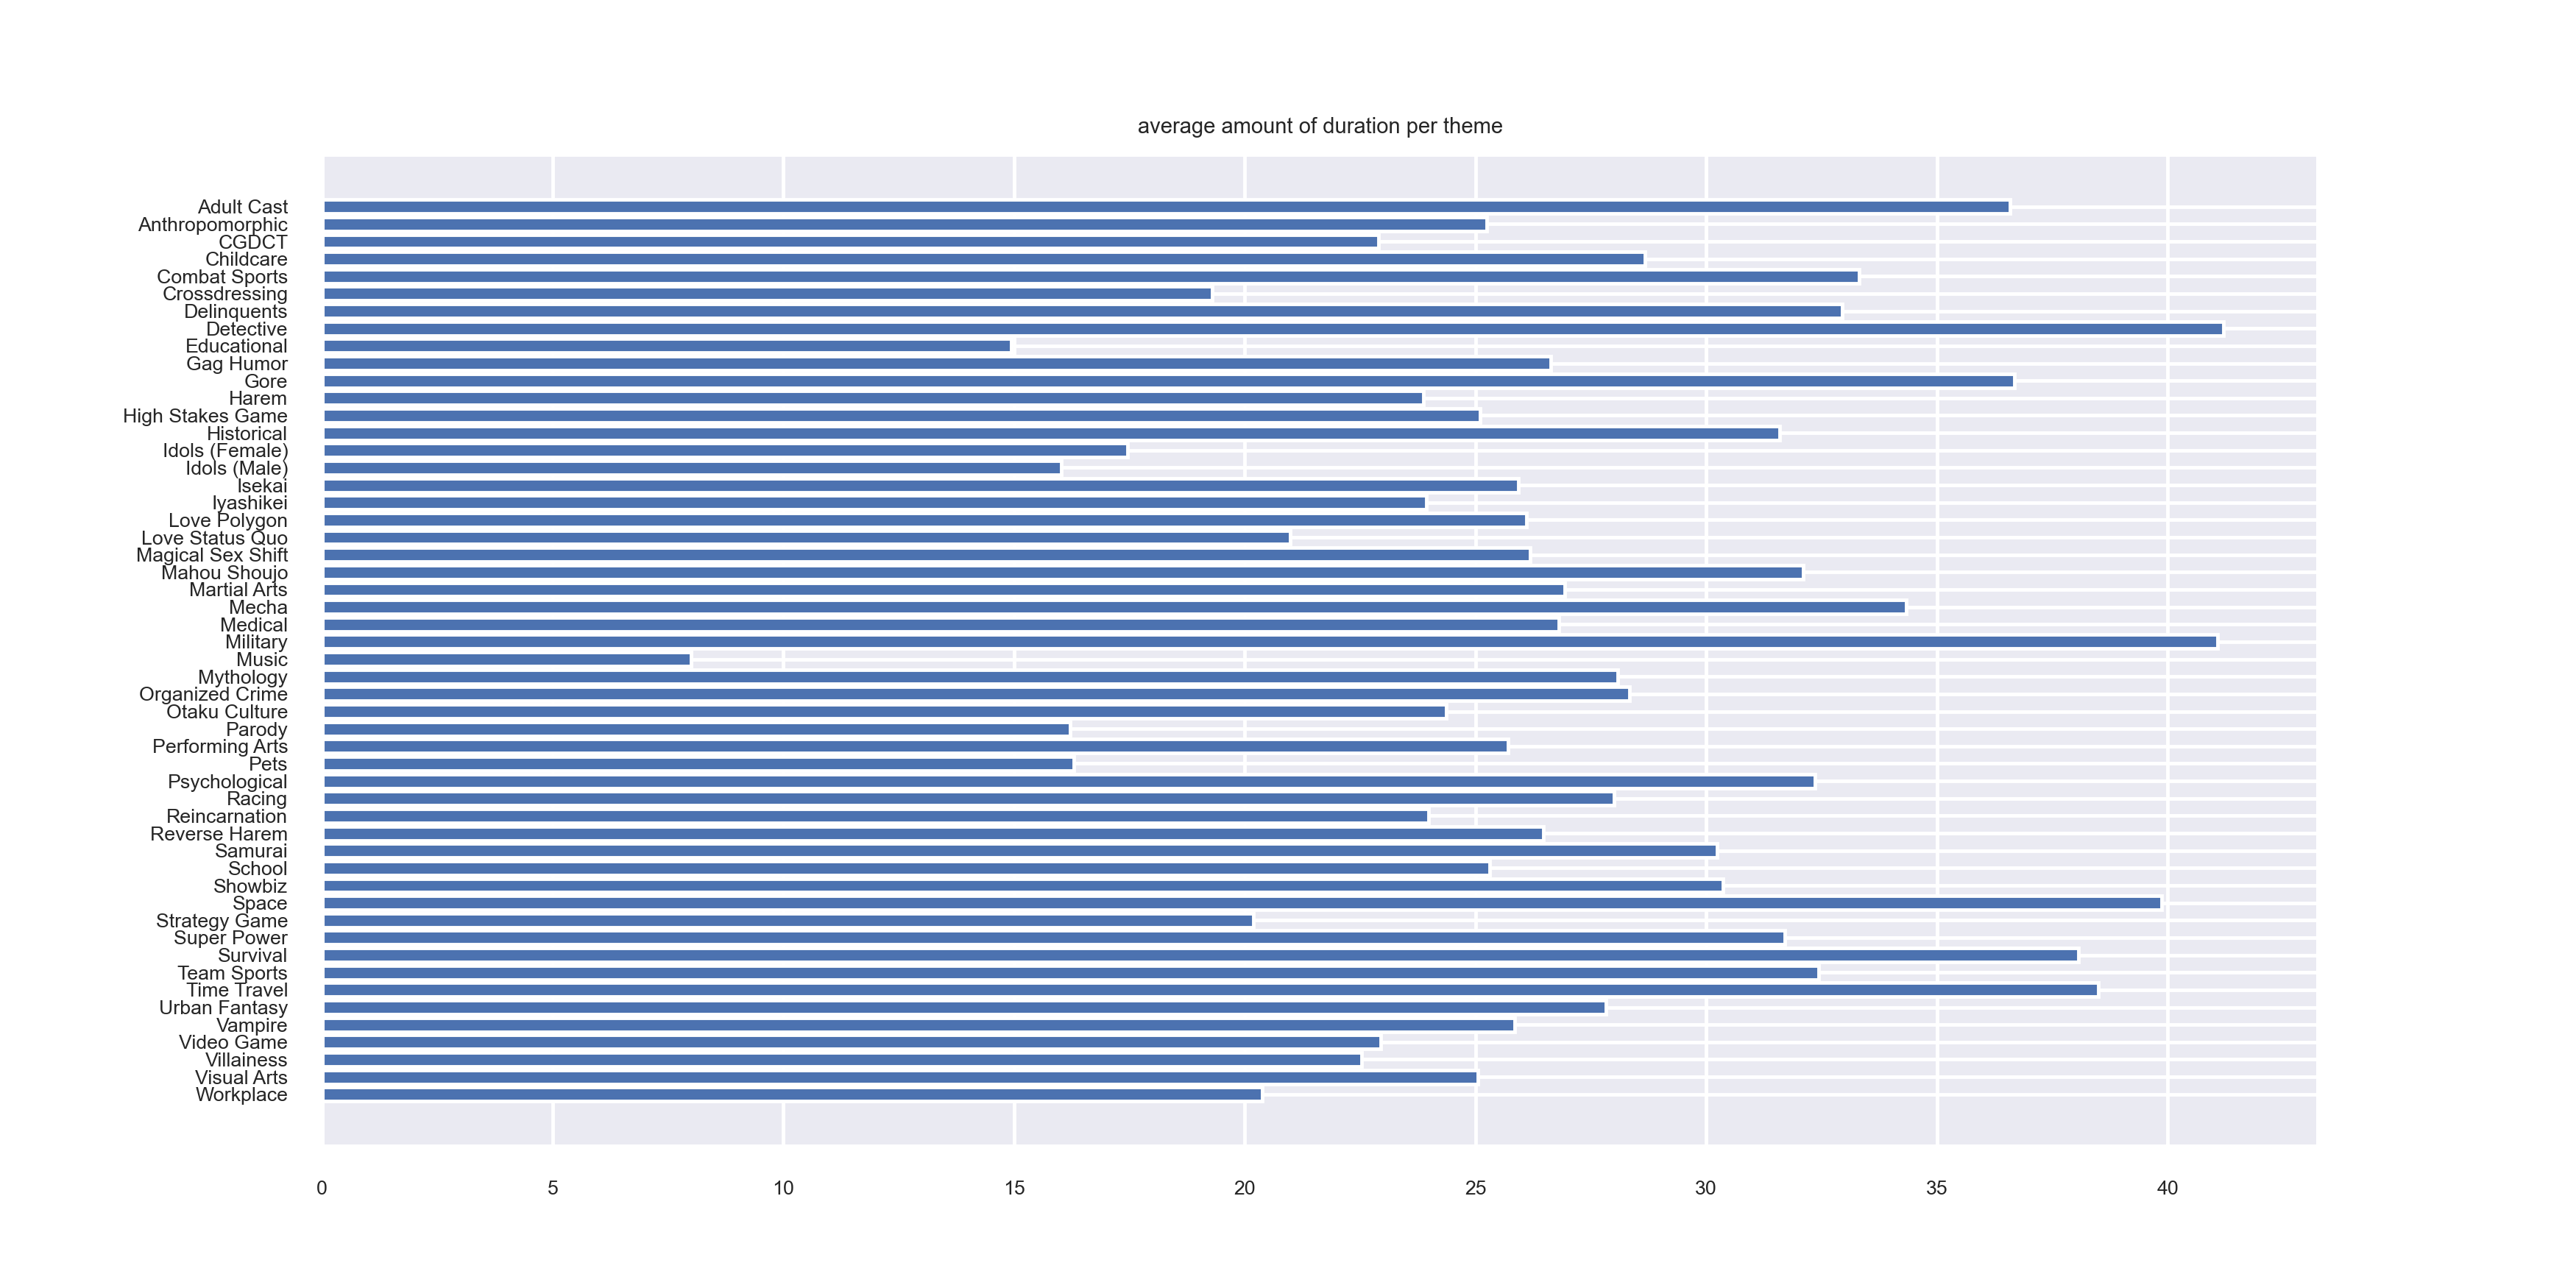 average amount of duration per theme
Adult Cast
Anthropomorphic
CGDCT
Childcare
Combat Sports
Crossdressing
Delinquents
Detective
Educational
Gag Humor
Gore
Harem
High Stakes Game
Historical
Idols (Female)
Idols (Male)
Isekai
Iyashikei
Love Polygon
Love Status Quo
Magical Sex Shift
Mahou Shoujo
Martial Arts
Mecha
Medical
Military
Music
Mythology
Organized Crime
Otaku Culture
Parody
Performing Arts
Pets
Psychological
Racing
Reincarnation
Reverse Harem
Samurai
School
Showbiz
Space
Strategy Game
Super Power
Survival
Team Sports
Time Travel
Urban Fantasy
Vampire
Video Game
Villainess
Visual Arts
Workplace
0 5 10 15 20 25 30 35 40